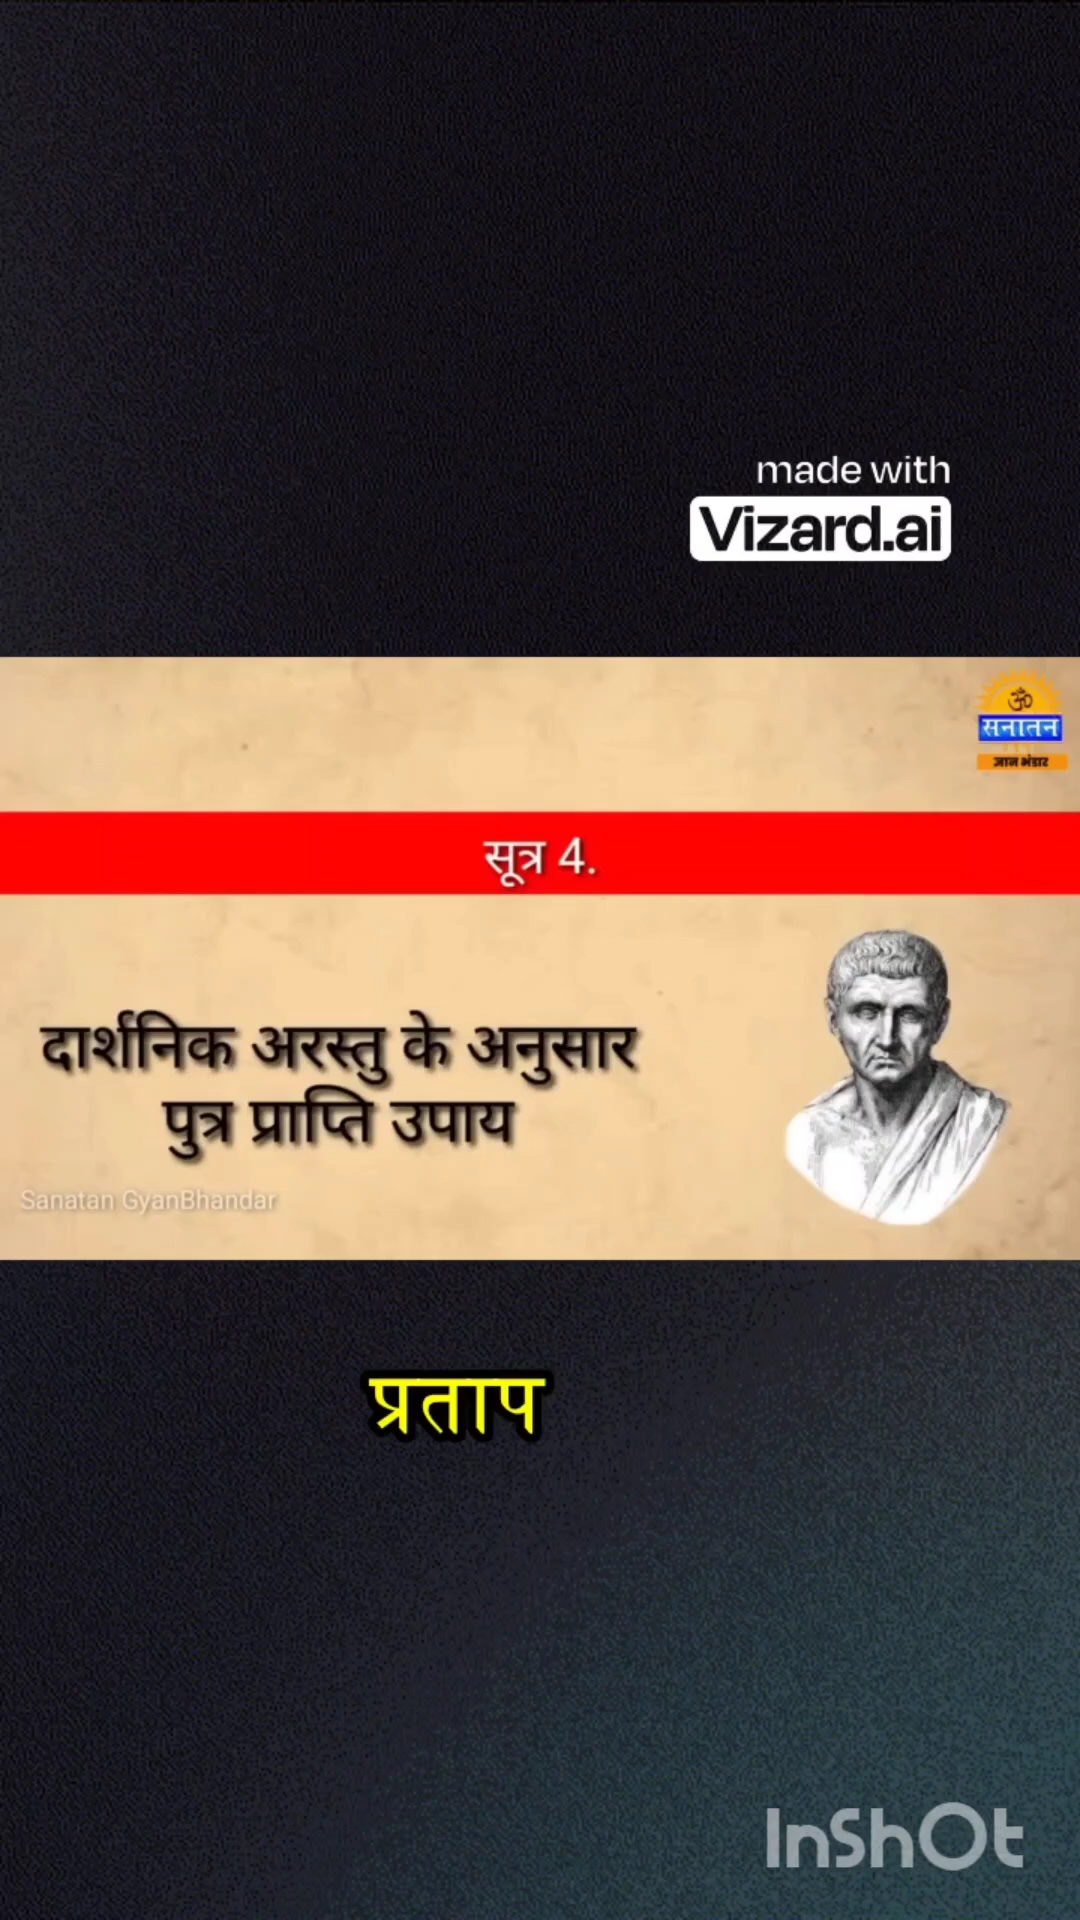 made with
Vizard.ai
ॐ
सनातन
ज्ञान भंडार
सूत्र 4.
दार्शनिक अरस्तु के अनुसार
पुत्र प्राप्ति उपाय
Sanatan GyanBhandar
प्रताप
InShOt